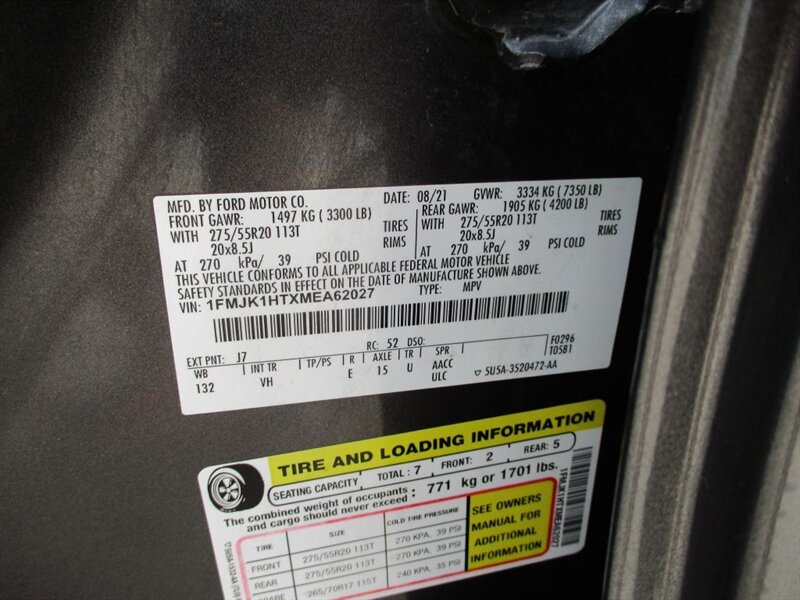 MFD. BY FORD MOTOR CO. DATE: 08/21 GVWR: 3334 KG ( 7350 LB)
FRONT GAWR: 1497 KG ( 3300 LB) REAR GAWR: 1905 KG ( 4200 LB)
WITH 275/55R20 113T TIRES WITH 275/55R20 113T TIRES
20x8.5J RIMS 20x8.5J RIMS
AT 270 kPa/ 39 PSI COLD AT 270 kPa/ 39 PSI COLD
THIS VEHICLE CONFORMS TO ALL APPLICABLE FEDERAL MOTOR VEHICLE
SAFETY STANDARDS IN EFFECT ON THE DATE OF MANUFACTURE SHOWN ABOVE.
VIN: 1FMJK1HTXMEA62027 TYPE: MPV
F0296
EXT PNT: J7 RC: 52 DSO: T0581
WB INT TR TP/PS R AXLE TR SPR
132 VH E 15 U AACC
ULC ▽ 5U5A-3520472-AA
TIRE AND LOADING INFORMATION
SEATING CAPACITY TOTAL : 7 FRONT: 2 REAR: 5
The combined weight of occupants
and cargo should never exceed : 771 kg or 1701 lbs.
TIRE SIZE COLD TIRE PRESSURE
FRONT 275/55R20 113T 270 KPA, 39 PSI
REAR 275/55R20 113T 270 KPA, 39 PSI
265/70R17 115T 240 KPA, 35 PSI
SEE OWNERS
MANUAL FOR
ADDITIONAL
INFORMATION
1FMJK1HTXMEA62027